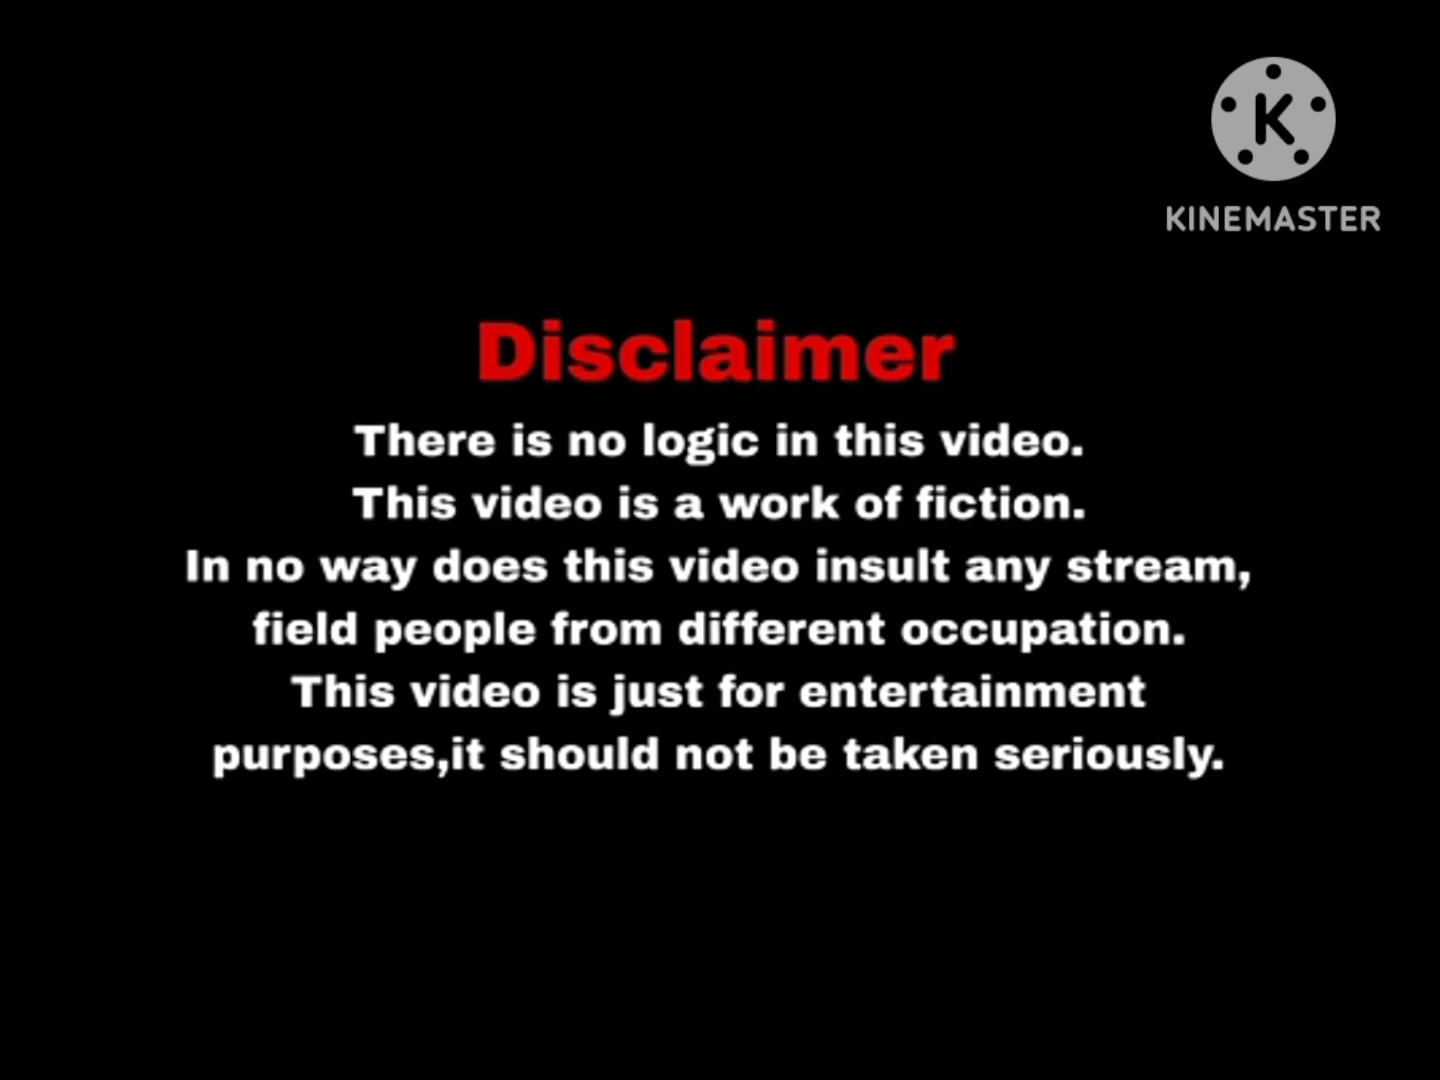 K
KINEMASTER
Disclaimer
There is no logic in this video.
This video is a work of fiction.
In no way does this video insult any stream,
field people from different occupation.
This video is just for entertainment
purposes,it should not be taken seriously.